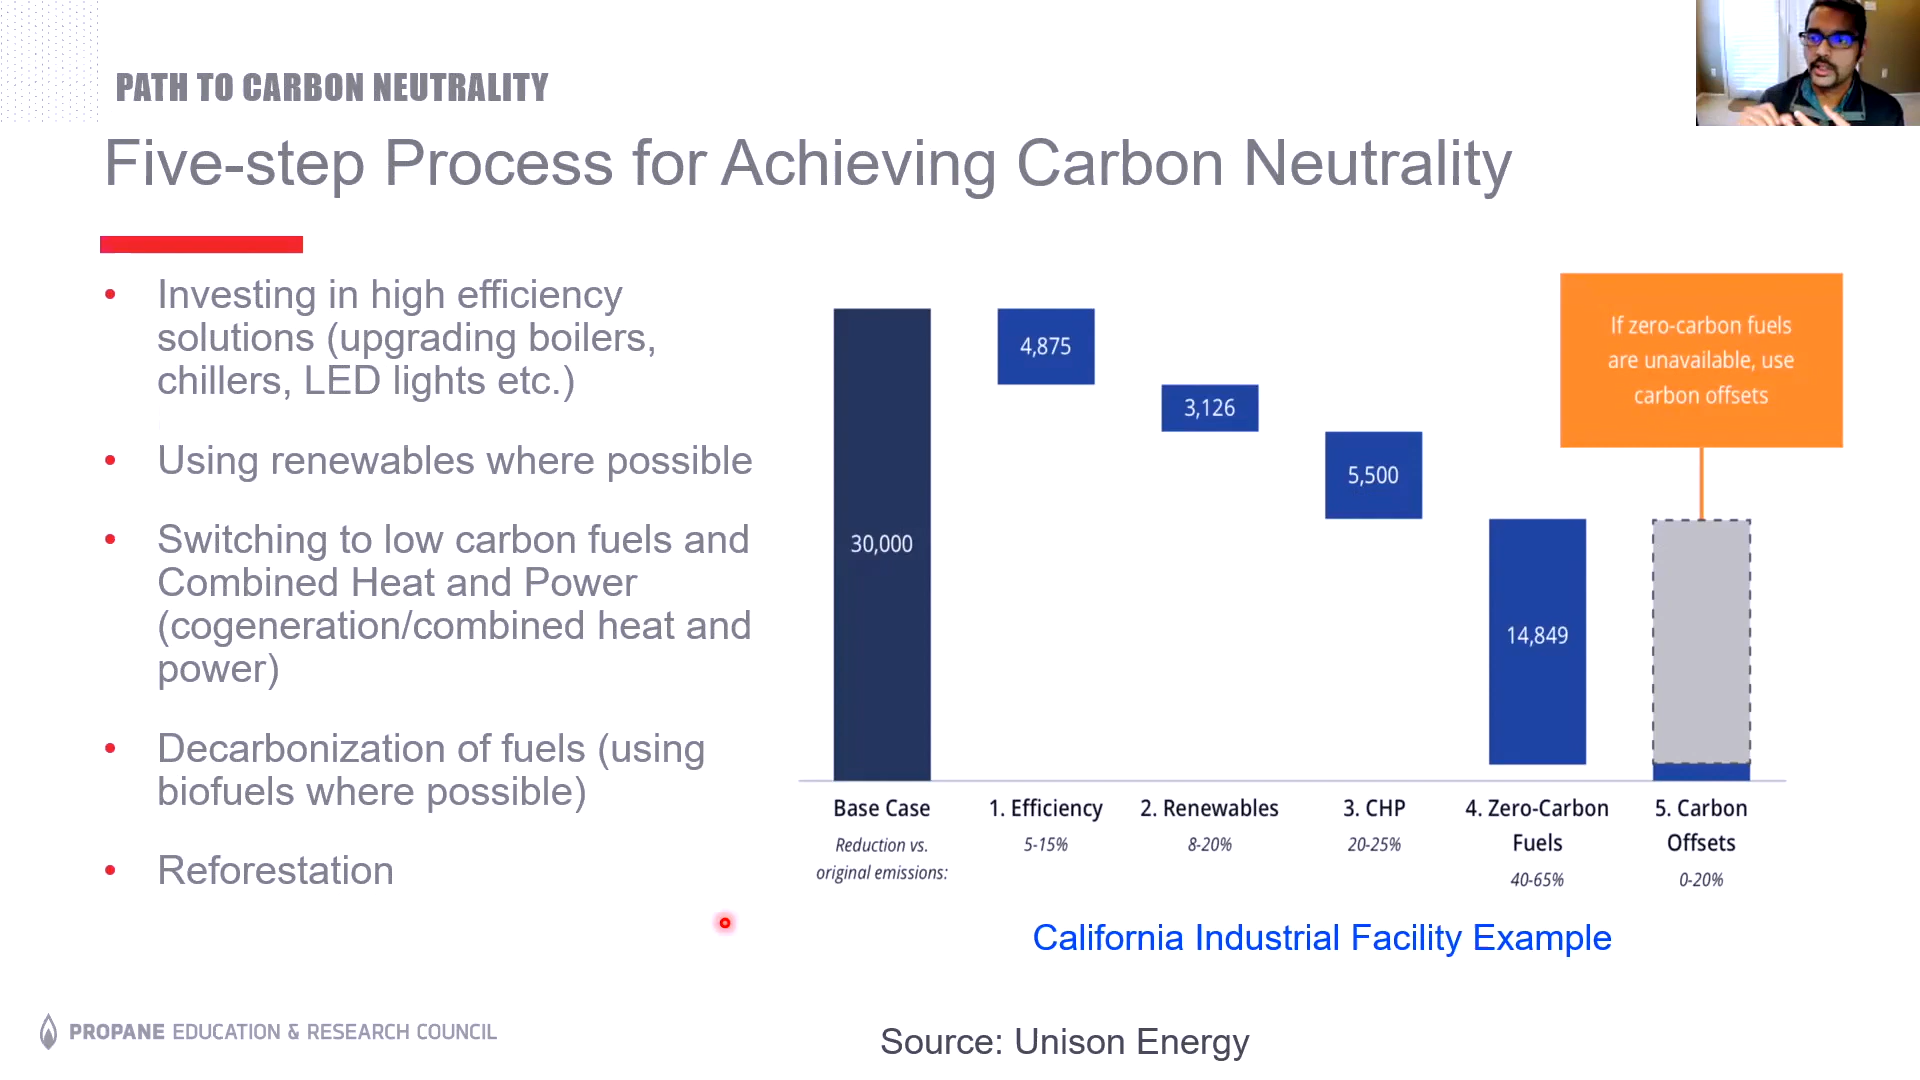 PATH TO CARBON NEUTRALITY
Five-step Process for Achieving Carbon Neutrality
• Investing in high efficiency
solutions (upgrading boilers,
chillers, LED lights etc.)
• Using renewables where possible
• Switching to low carbon fuels and
Combined Heat and Power
(cogeneration/combined heat and
power)
• Decarbonization of fuels (using
biofuels where possible)
• Reforestation
If zero-carbon fuels
are unavailable, use
carbon offsets
30,000
4,875
3,126
5,500
14,849
Base Case
Reduction vs.
original emissions:
1. Efficiency
5-15%
2. Renewables
8-20%
3. CHP
20-25%
4. Zero-Carbon
Fuels
40-65%
5. Carbon
Offsets
0-20%
California Industrial Facility Example
PROPANE EDUCATION & RESEARCH COUNCIL
Source: Unison Energy